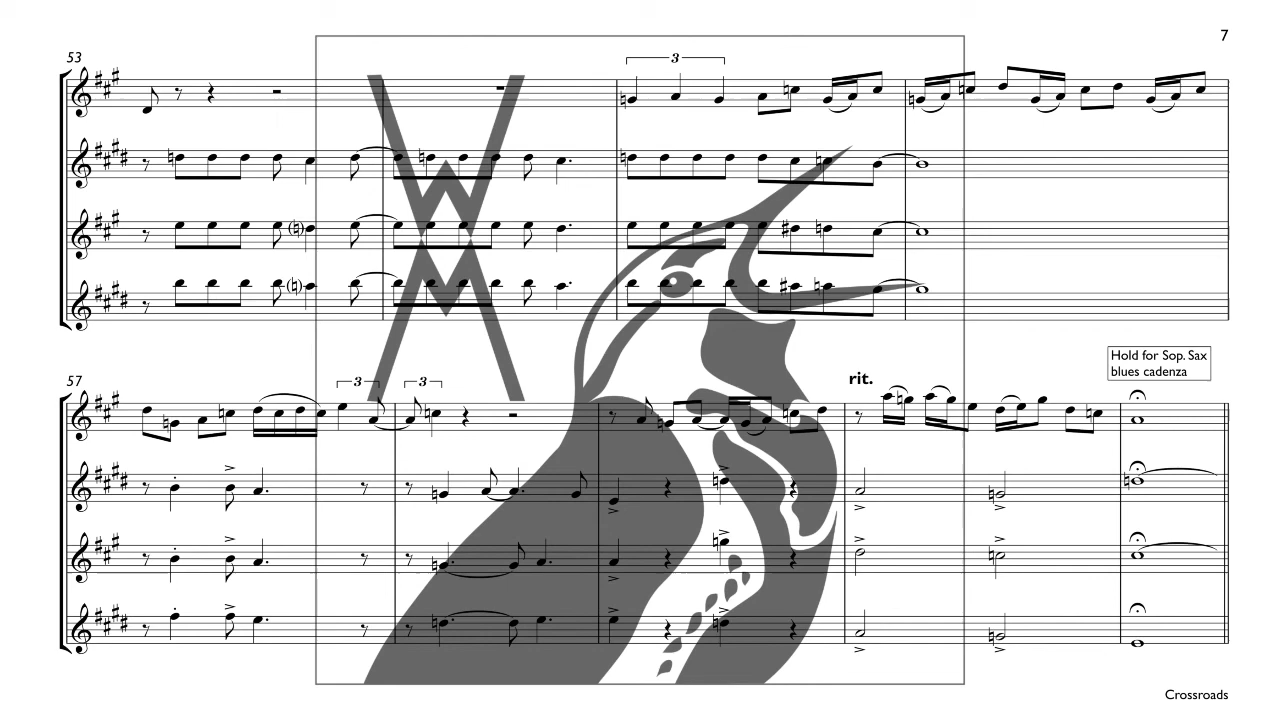 7
53
3
Hold for Sop. Sax
blues cadenza
57
3
3
rit.
W
M
Crossroads